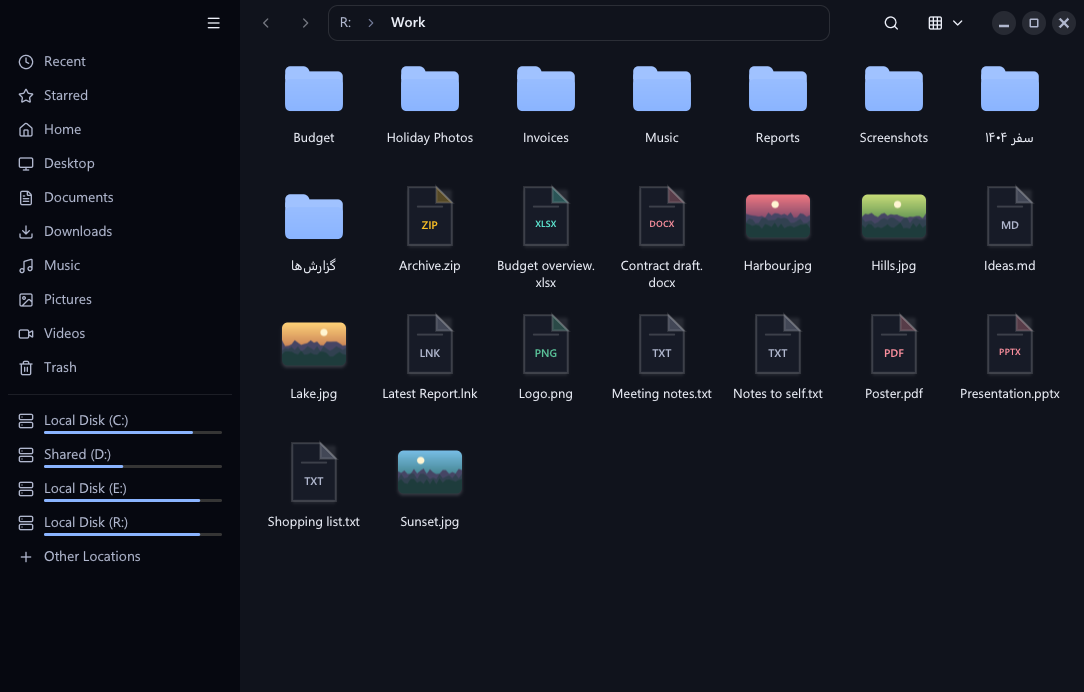 R:
Work
Recent
Starred
Home
Desktop
Documents
Downloads
Music
Pictures
Videos
Trash
Local Disk (C:)
Shared (D:)
Local Disk (E:)
Local Disk (R:)
Other Locations
Budget
Holiday Photos
Invoices
Music
Reports
Screenshots
سفر ۱۴۰۴
گزارش‌ها
ZIP
Archive.zip
XLSX
Budget overview.
xlsx
DOCX
Contract draft.
docx
Harbour.jpg
Hills.jpg
MD
Ideas.md
Lake.jpg
LNK
Latest Report.lnk
PNG
Logo.png
TXT
Meeting notes.txt
TXT
Notes to self.txt
PDF
Poster.pdf
PPTX
Presentation.pptx
TXT
Shopping list.txt
Sunset.jpg